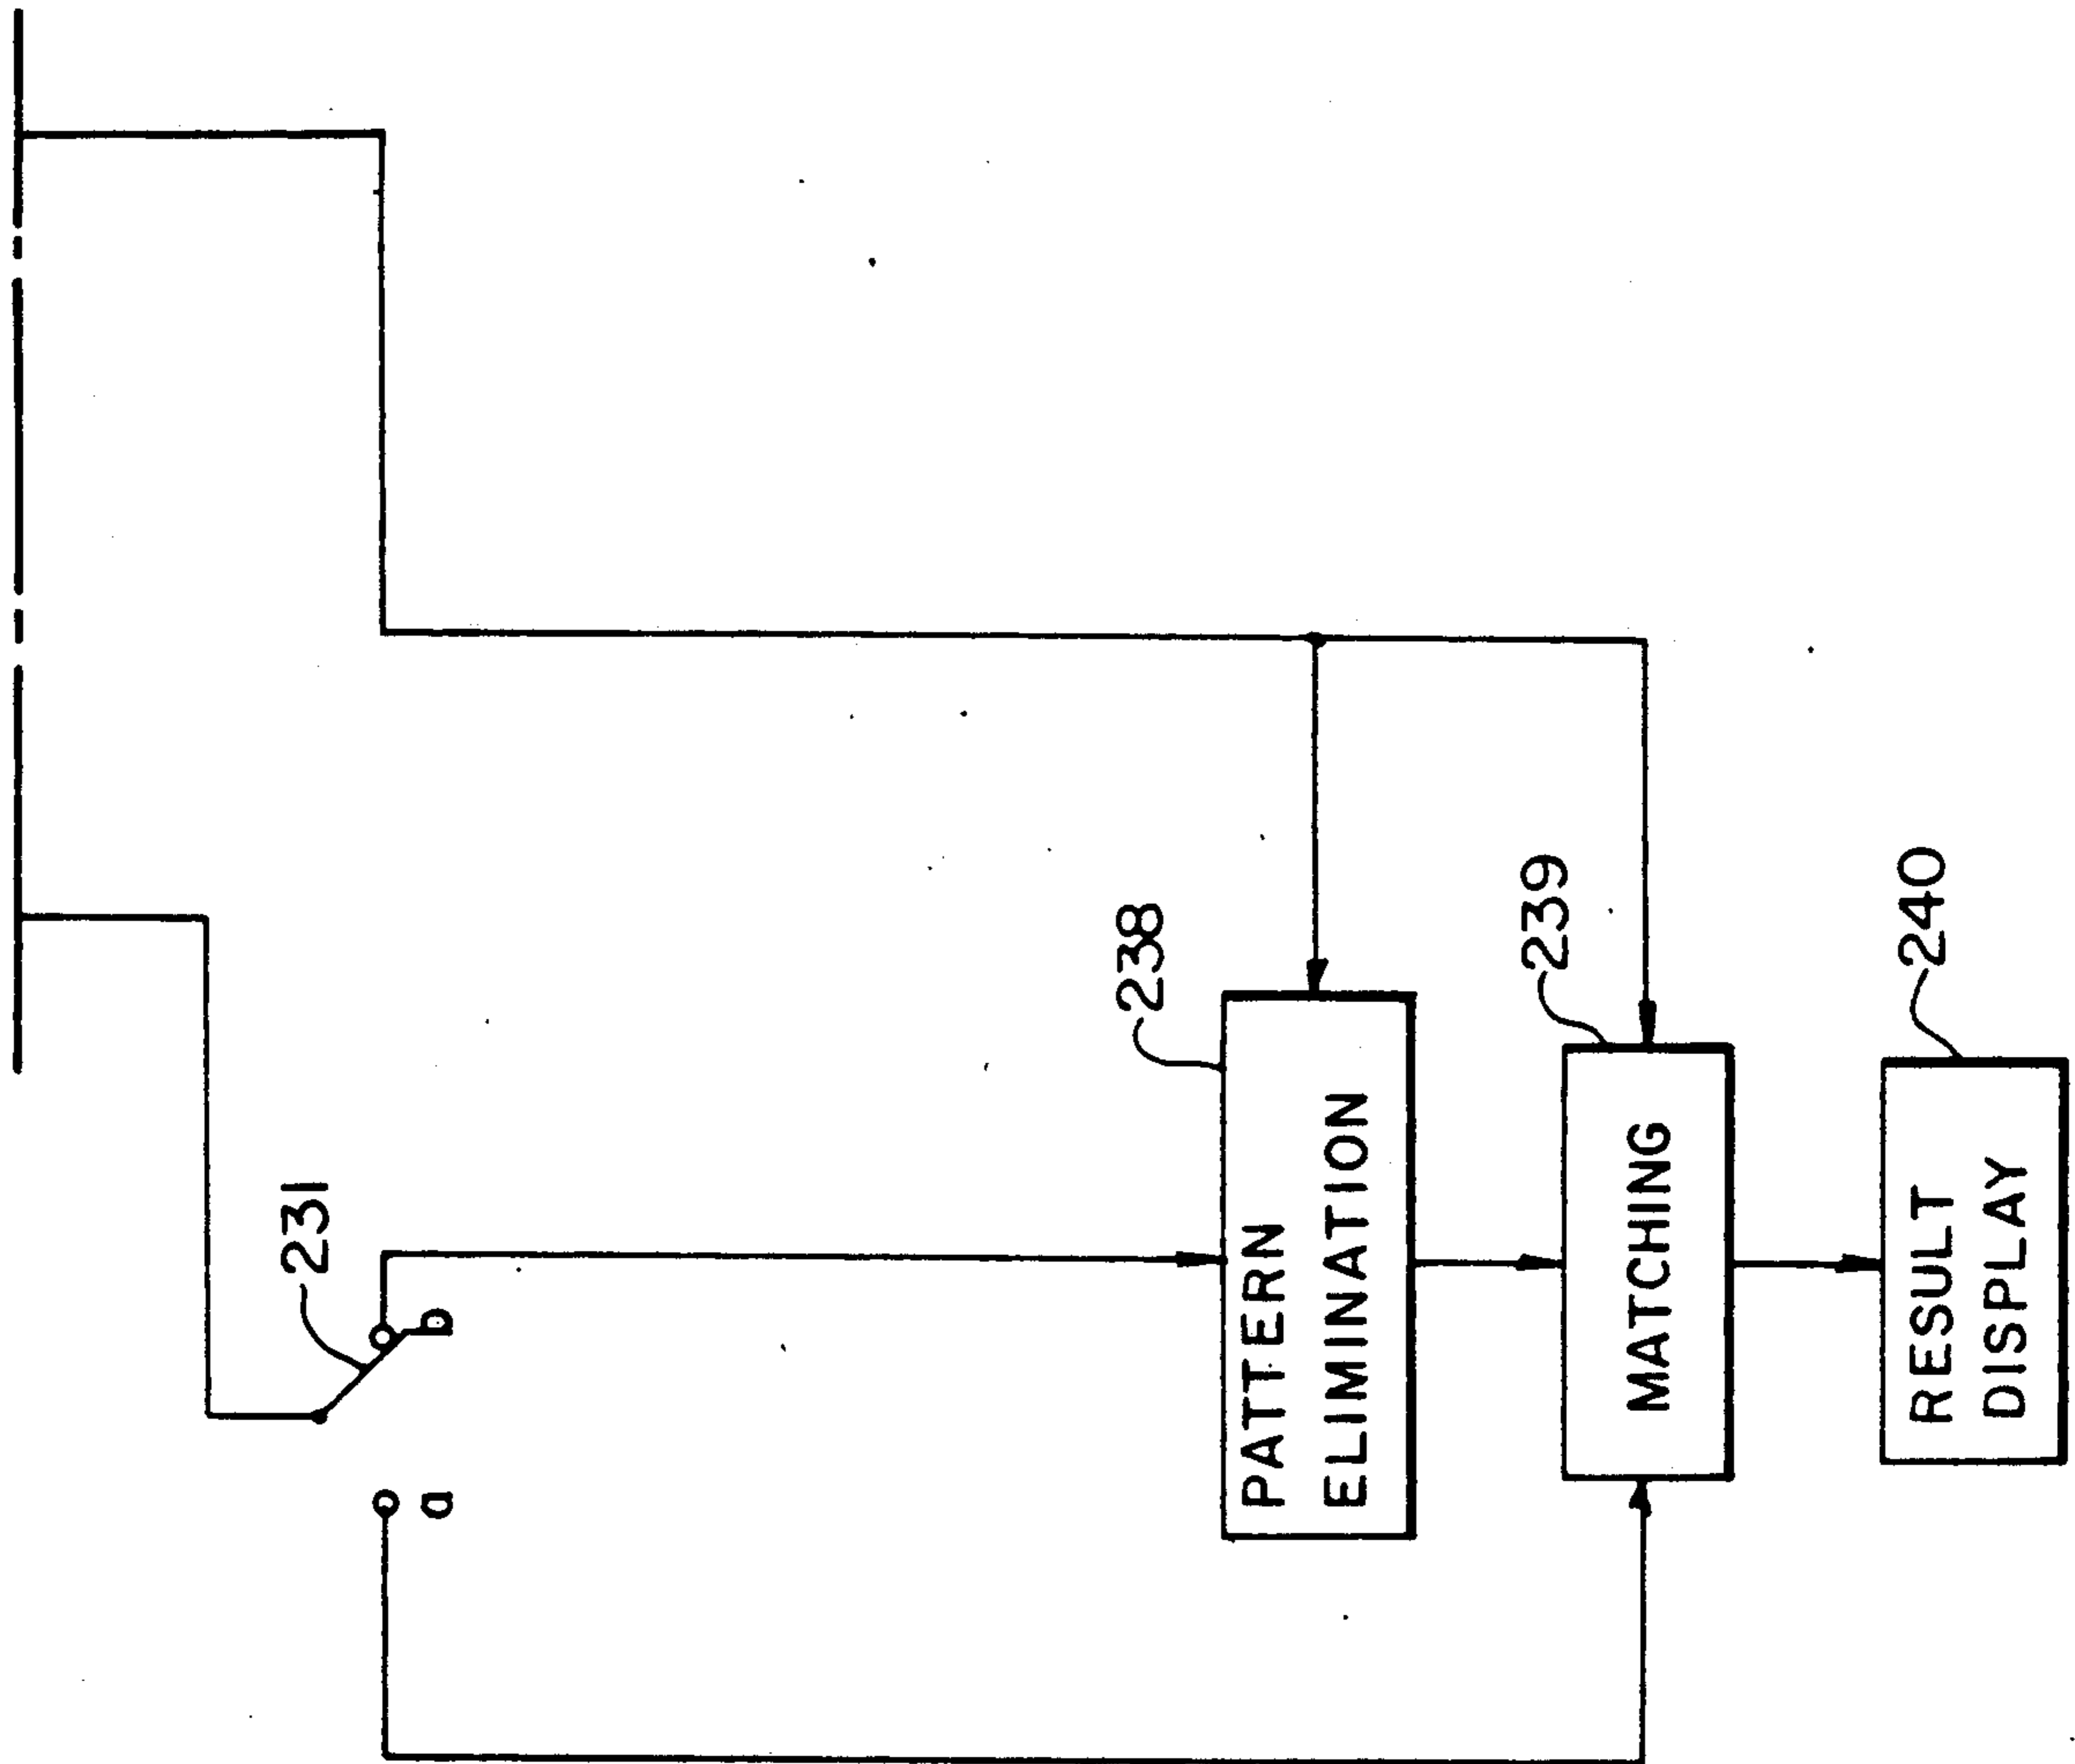 231
b
a
238
PATTERN
ELIMINATION
239
MATCHING
240
RESULT
DISPLAY